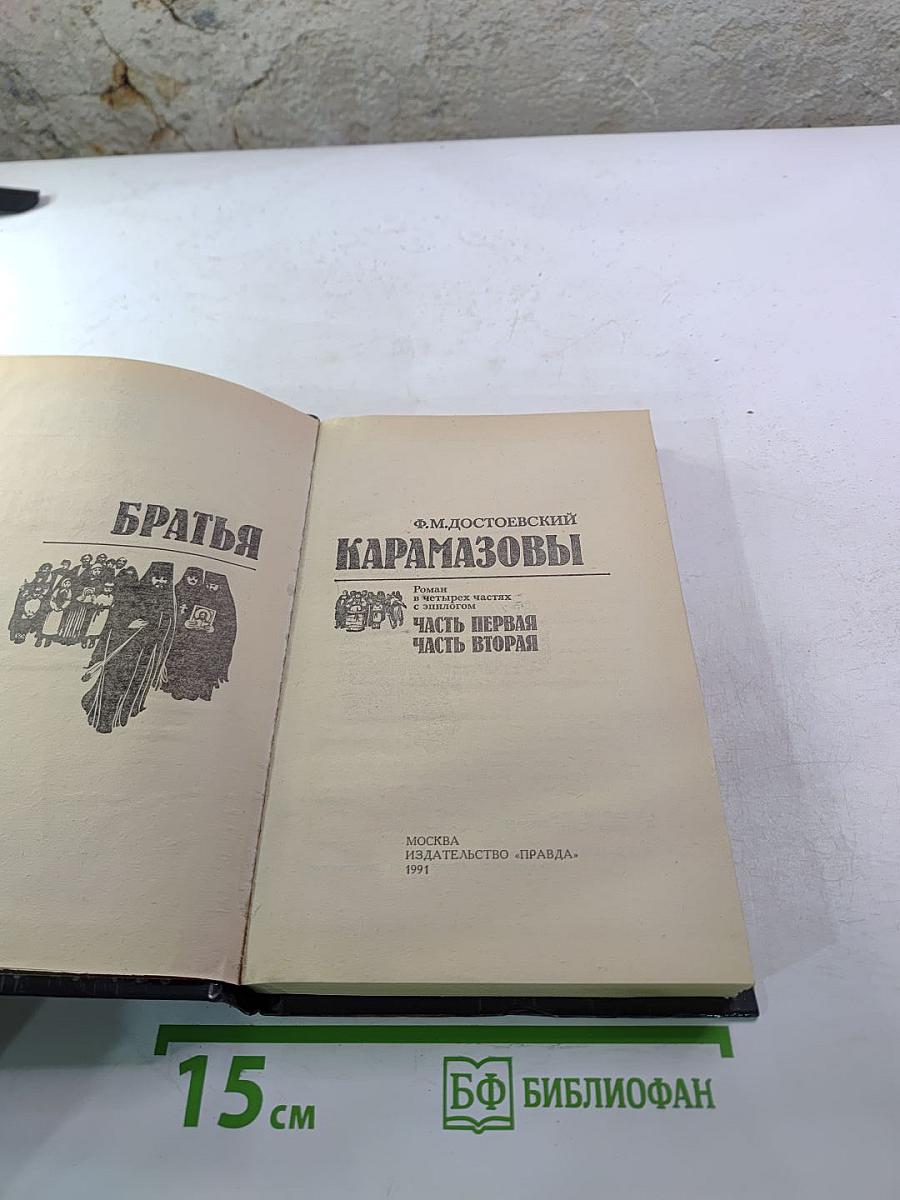 БРАТЬЯ
Ф.М.ДОСТОЕВСКИЙ
КАРАМАЗОВЫ
Роман
в четырех частях
с эпилогом
ЧАСТЬ ПЕРВАЯ
ЧАСТЬ ВТОРАЯ
МОСКВА
ИЗДАТЕЛЬСТВО «ПРАВДА»
1991
15 см
БФ БИБЛИОФАН